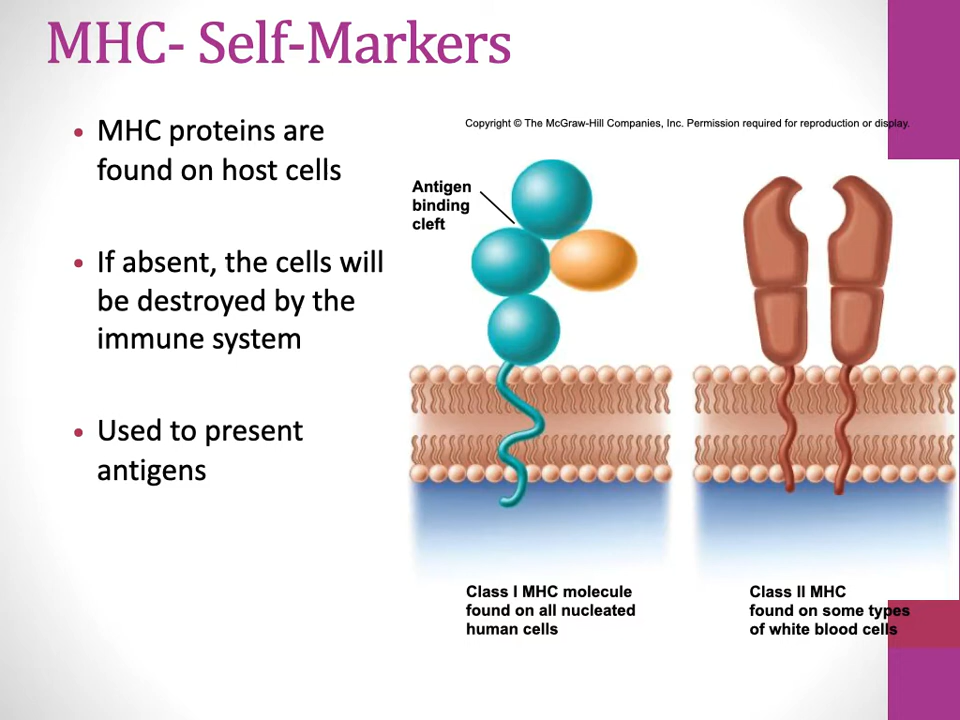 MHC- Self-Markers
• MHC proteins are
found on host cells
• If absent, the cells will
be destroyed by the
immune system
• Used to present
antigens
Copyright © The McGraw-Hill Companies, Inc. Permission required for reproduction or display.
Antigen
binding
cleft
Class I MHC molecule
found on all nucleated
human cells
Class II MHC
found on some types
of white blood cells